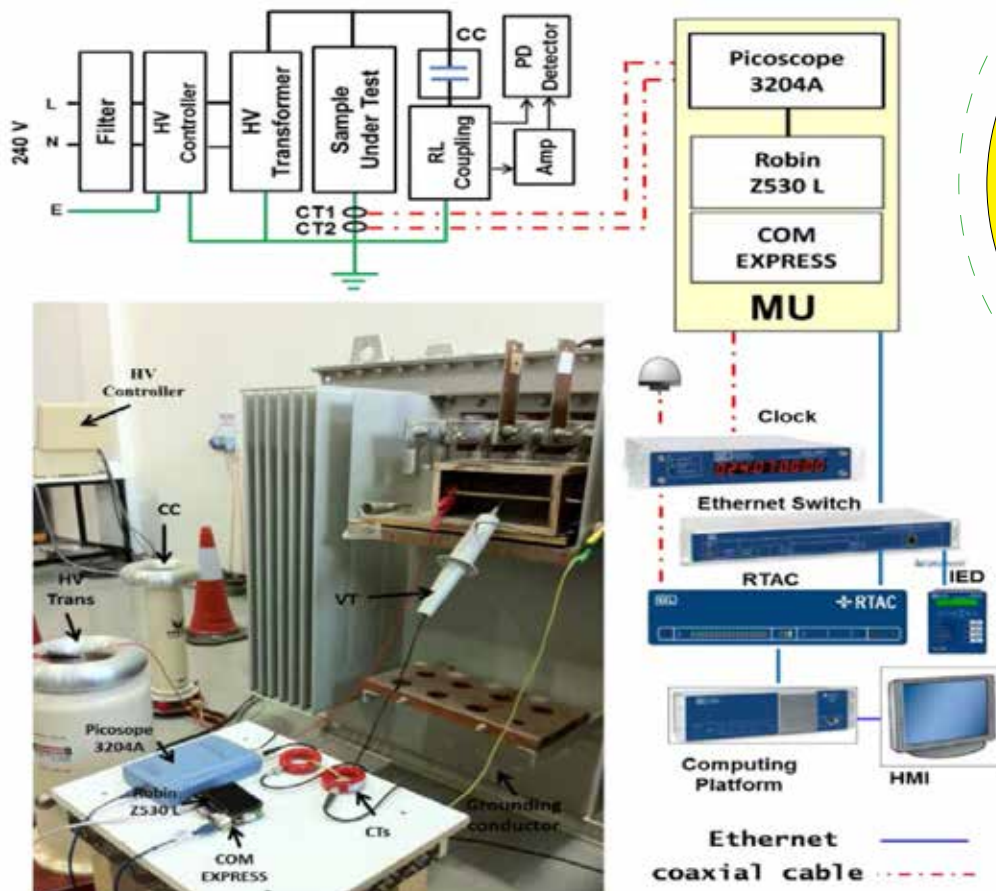 240 V
L
N
E
Filter
HV
Controller
HV
Transformer
Sample
Under Test
CC
RL
Coupling
PD
Detector
Amp
CT1
CT2
Picoscope
3204A
Robin
Z530 L
COM
EXPRESS
MU
Clock
Ethernet Switch
RTAC
IED
RTAC
Computing
Platform
HMI
Ethernet
coaxial cable
HV
Controller
CC
HV
Trans
VT
Picosope
3204A
Robin
Z530 L
COM
EXPRESS
CTs
Grounding
conductor